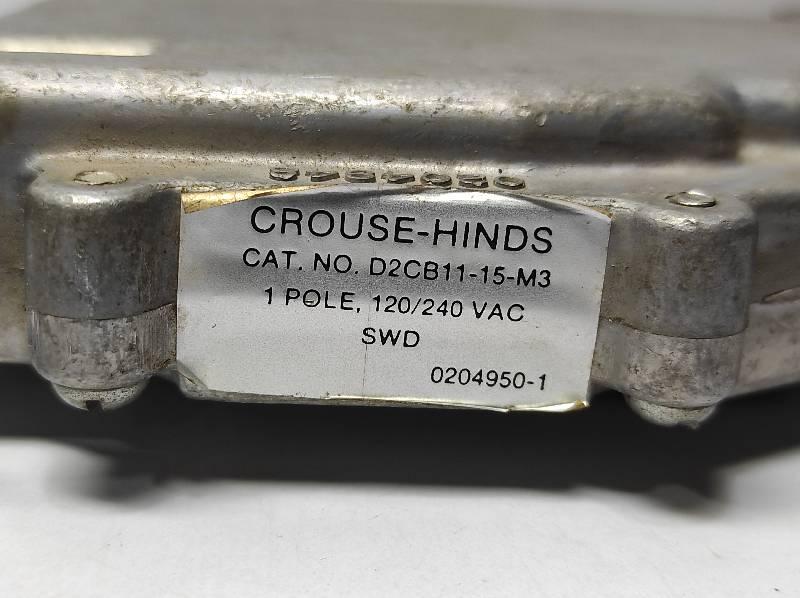 CROUSE-HINDS
CAT. NO. D2CB11-15-M3
1 POLE, 120/240 VAC
SWD
0204950-1